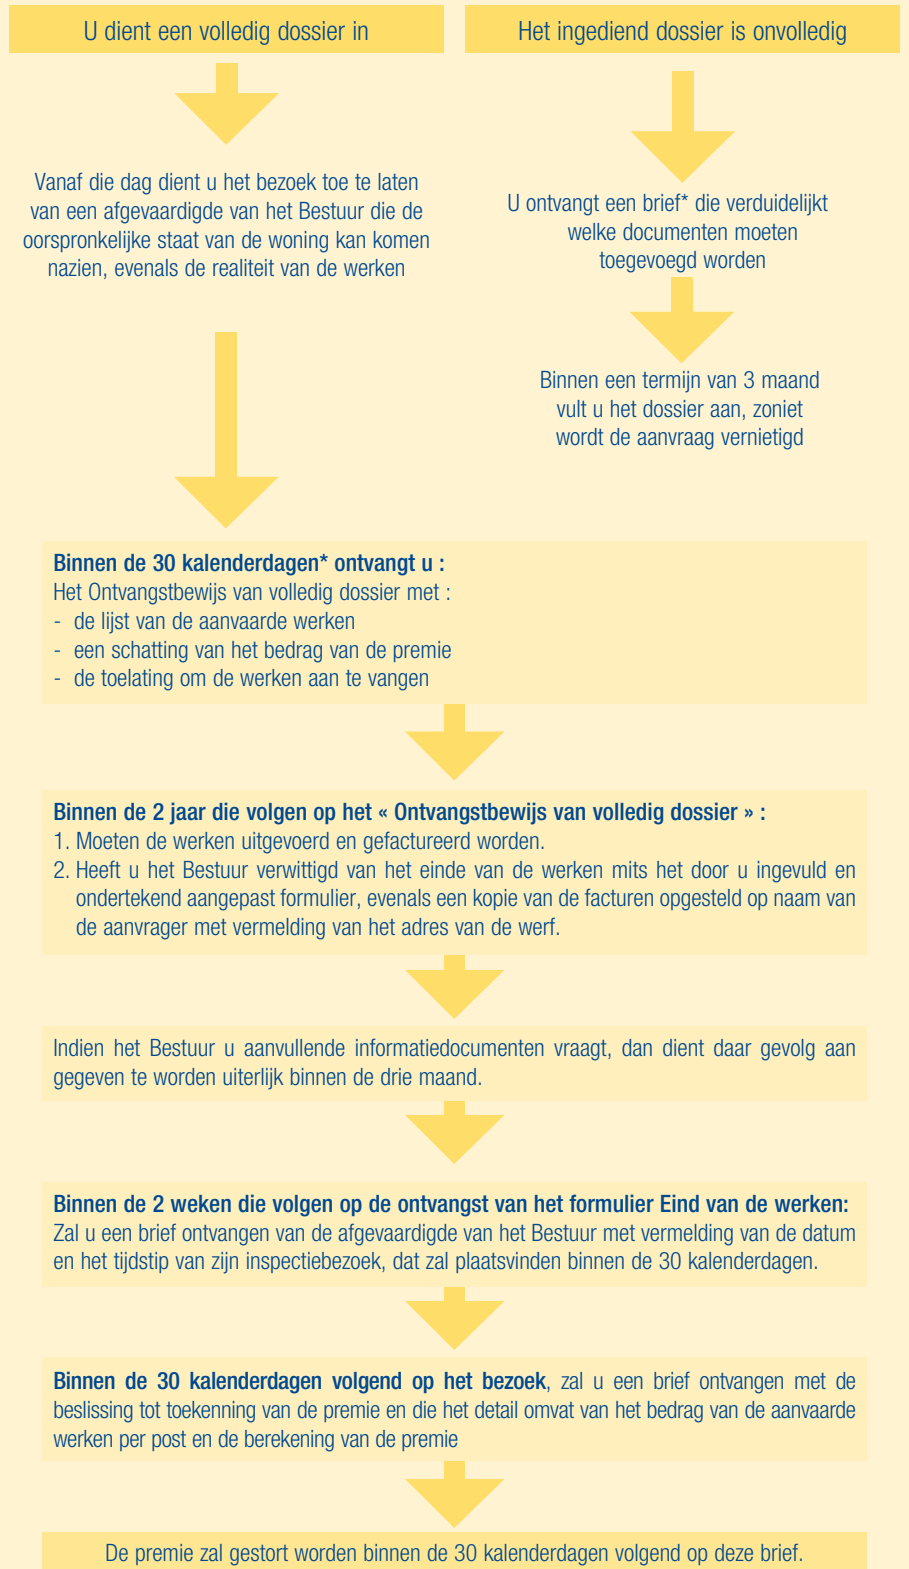 U dient een volledig dossier in
Het ingediend dossier is onvolledig
Vanaf die dag dient u het bezoek toe te laten
van een afgevaardigde van het Bestuur die de
oorspronkelijke staat van de woning kan komen
nazien, evenals de realiteit van de werken
U ontvangt een brief* die verduidelijkt
welke documenten moeten
toegevoegd worden
Binnen een termijn van 3 maand
vult u het dossier aan, zoniet
wordt de aanvraag vernietigd
Binnen de 30 kalenderdagen* ontvangt u :
Het Ontvangstbewijs van volledig dossier met :
- de lijst van de aanvaarde werken
- een schatting van het bedrag van de premie
- de toelating om de werken aan te vangen
Binnen de 2 jaar die volgen op het « Ontvangstbewijs van volledig dossier » :
1. Moeten de werken uitgevoerd en gefactureerd worden.
2. Heeft u het Bestuur verwittigd van het einde van de werken mits het door u ingevuld en
ondertekend aangepast formulier, evenals een kopie van de facturen opgesteld op naam van
de aanvrager met vermelding van het adres van de werf.
Indien het Bestuur u aanvullende informatiedocumenten vraagt, dan dient daar gevolg aan
gegeven te worden uiterlijk binnen de drie maand.
Binnen de 2 weken die volgen op de ontvangst van het formulier Eind van de werken:
Zal u een brief ontvangen van de afgevaardigde van het Bestuur met vermelding van de datum
en het tijdstip van zijn inspectiebezoek, dat zal plaatsvinden binnen de 30 kalenderdagen.
Binnen de 30 kalenderdagen volgend op het bezoek, zal u een brief ontvangen met de
beslissing tot toekenning van de premie en die het detail omvat van het bedrag van de aanvaarde
werken per post en de berekening van de premie
De premie zal gestort worden binnen de 30 kalenderdagen volgend op deze brief.